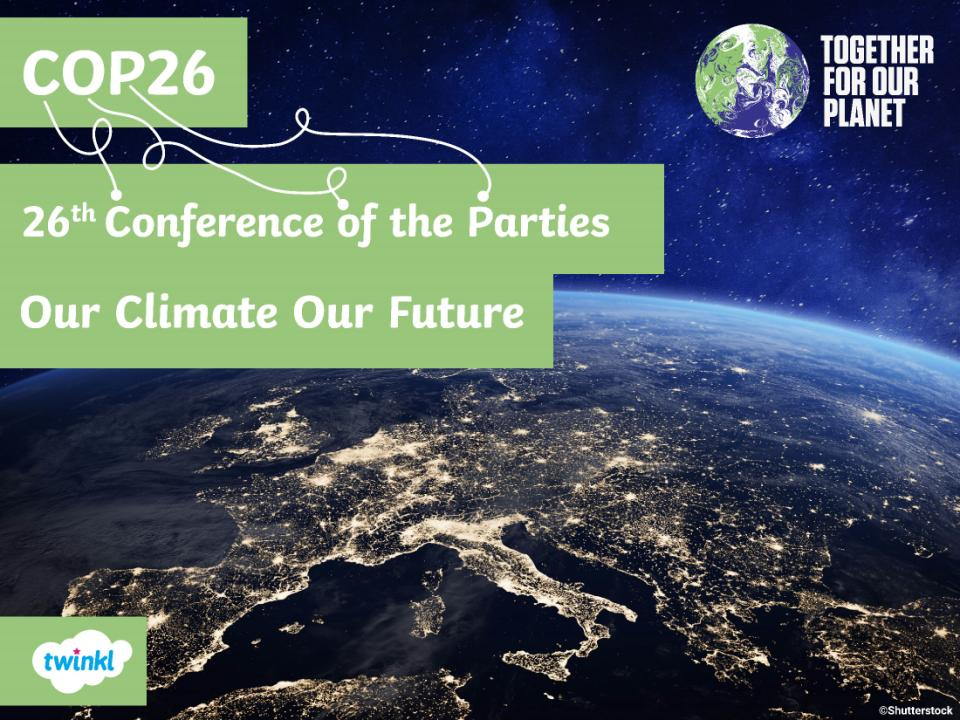 COP26
TOGETHER
FOR OUR
PLANET
26th Conference of the Parties
Our Climate Our Future
twinkl
©Shutterstock